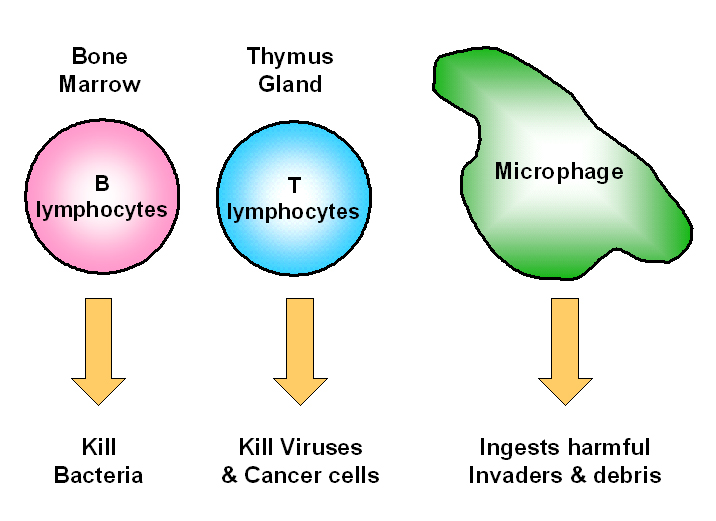 Bone
Marrow
Thymus
Gland
B
lymphocytes
T
lymphocytes
Microphage
Kill
Bacteria
Kill Viruses
& Cancer cells
Ingests harmful
Invaders & debris